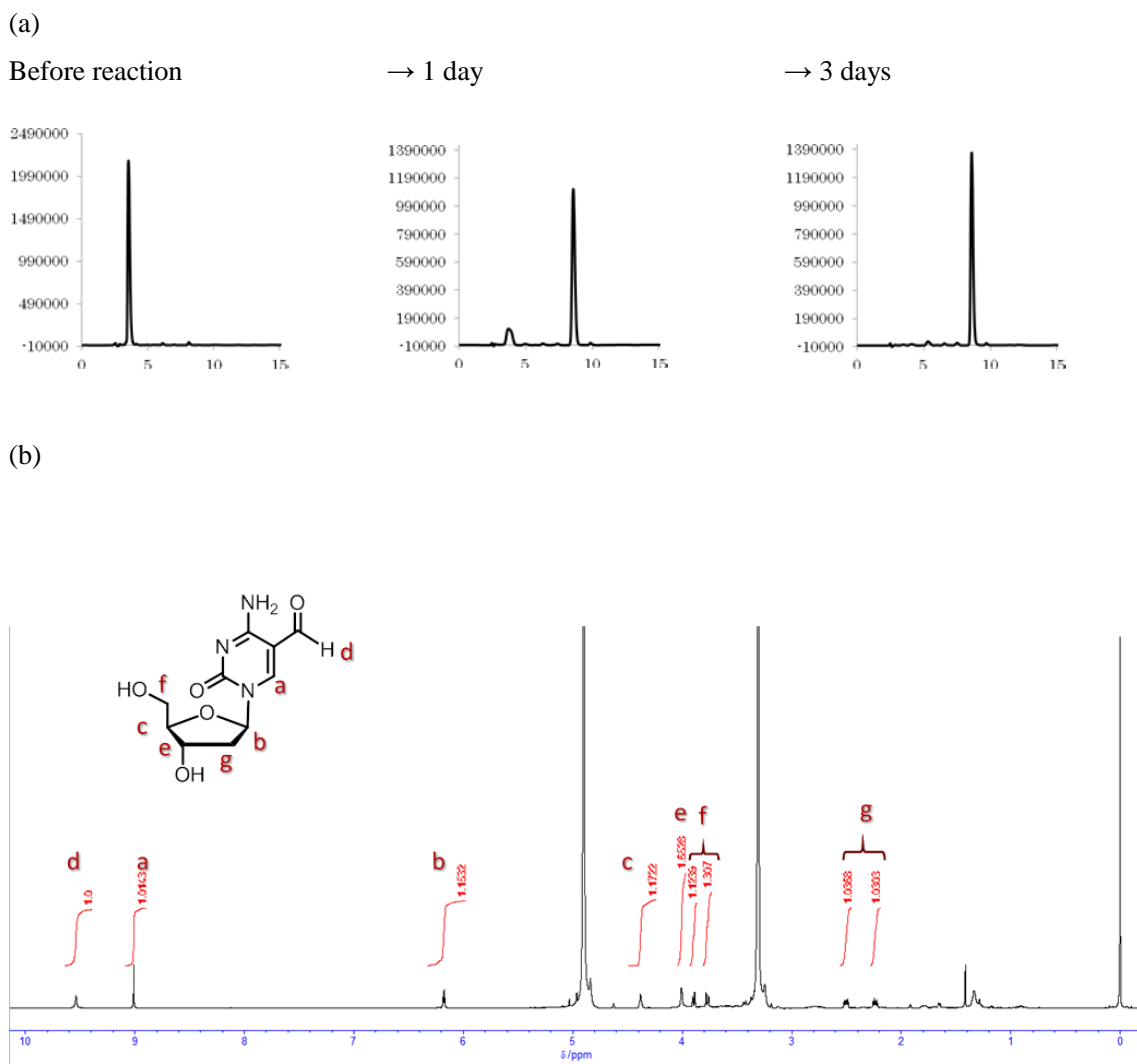 (a)
Before reaction → 1 day → 3 days
2490000
1990000
1490000
990000
490000
-10000
0 5 10 15
1390000
1190000
990000
790000
590000
390000
190000
-10000
0 5 10 15
1390000
1190000
990000
790000
590000
390000
190000
-10000
0 5 10 15
(b)
NH2 O
N H d
O N a
HO f
c O
e g b
OH
d a b c e f g
1.0 1.0143 1.1532 1.1722 1.1239 1.307 1.0368 1.0303
10 9 8 7 6 5 4 3 2 1 0
δ/ppm